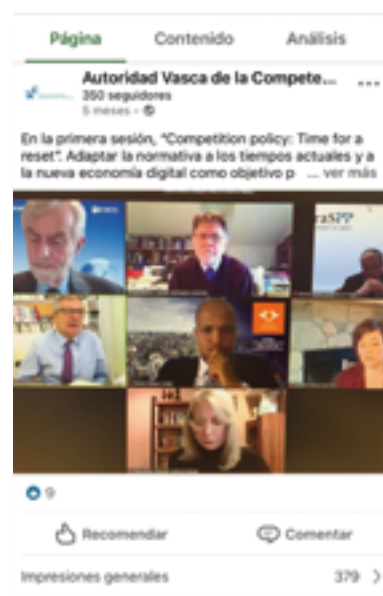 Página Contenido Análisis
Autoridad Vasca de la Compete... ...
350 seguidores
5 meses •
En la primera sesión, “Competition policy: Time for a
reset”. Adaptar la normativa a los tiempos actuales y a
la nueva economía digital como objetivo p ... ver más
9
Recomendar Comentar
Impresiones generales 379 >